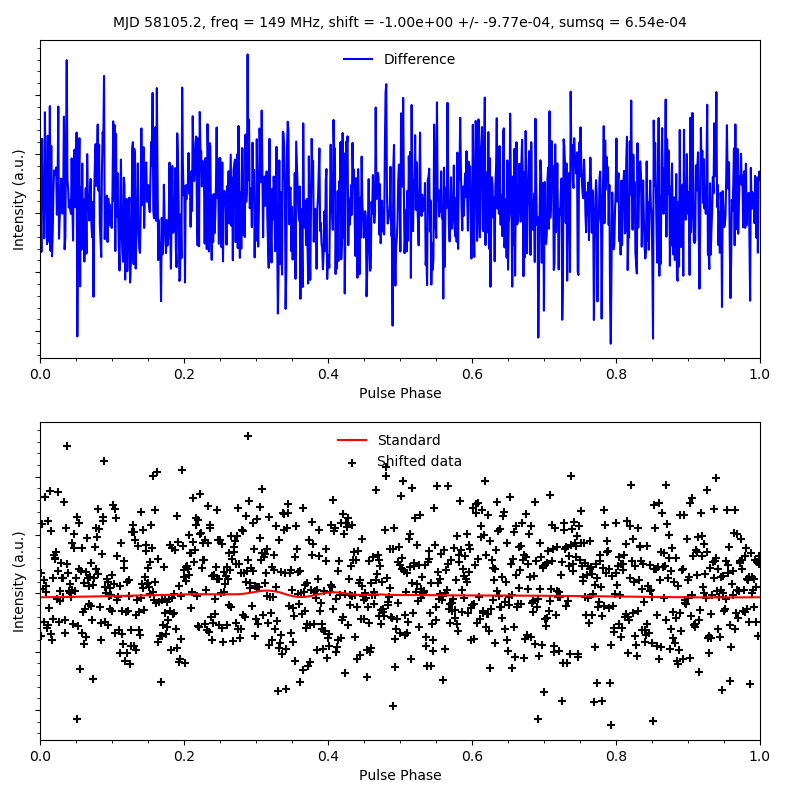 MJD 58105.2, freq = 149 MHz, shift = -1.00e+00 +/- -9.77e-04, sumsq = 6.54e-04
Difference
Intensity (a.u.)
0.0 0.2 0.4 0.6 0.8 1.0
Pulse Phase
Standard
Shifted data
Intensity (a.u.)
0.0 0.2 0.4 0.6 0.8 1.0
Pulse Phase